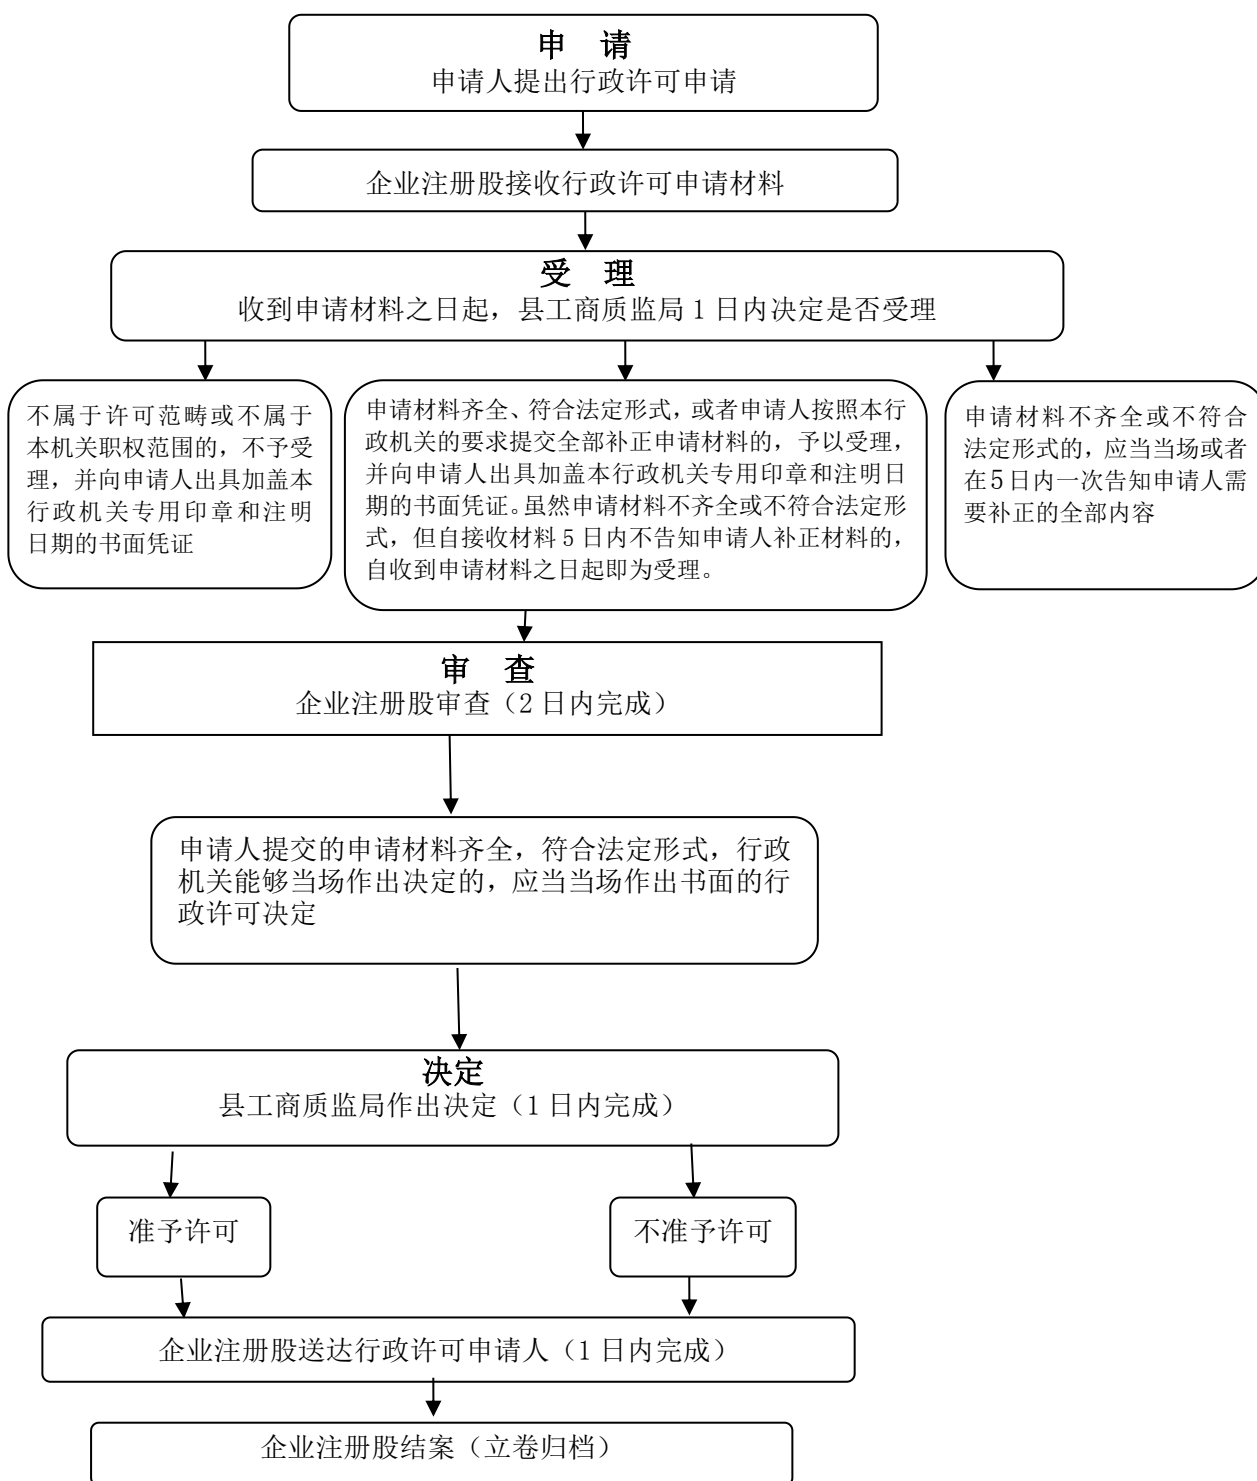 申 请
申请人提出行政许可申请
企业注册股接收行政许可申请材料
受 理
收到申请材料之日起，县工商质监局 1 日内决定是否受理
不属于许可范畴或不属于
本机关职权范围的，不予受
理，并向申请人出具加盖本
行政机关专用印章和注明
日期的书面凭证
申请材料齐全、符合法定形式，或者申请人按照本行
政机关的要求提交全部补正申请材料的，予以受理，
并向申请人出具加盖本行政机关专用印章和注明日
期的书面凭证。虽然申请材料不齐全或不符合法定形
式，但自接收材料 5 日内不告知申请人补正材料的，
自收到申请材料之日起即为受理。
申请材料不齐全或不符合
法定形式的，应当当场或者
在 5 日内一次告知申请人需
要补正的全部内容
审 查
企业注册股审查（2 日内完成）
申请人提交的申请材料齐全，符合法定形式，行政
机关能够当场作出决定的，应当当场作出书面的行
政许可决定
决定
县工商质监局作出决定（1 日内完成）
准予许可
不准予许可
企业注册股送达行政许可申请人（1 日内完成）
企业注册股结案（立卷归档）